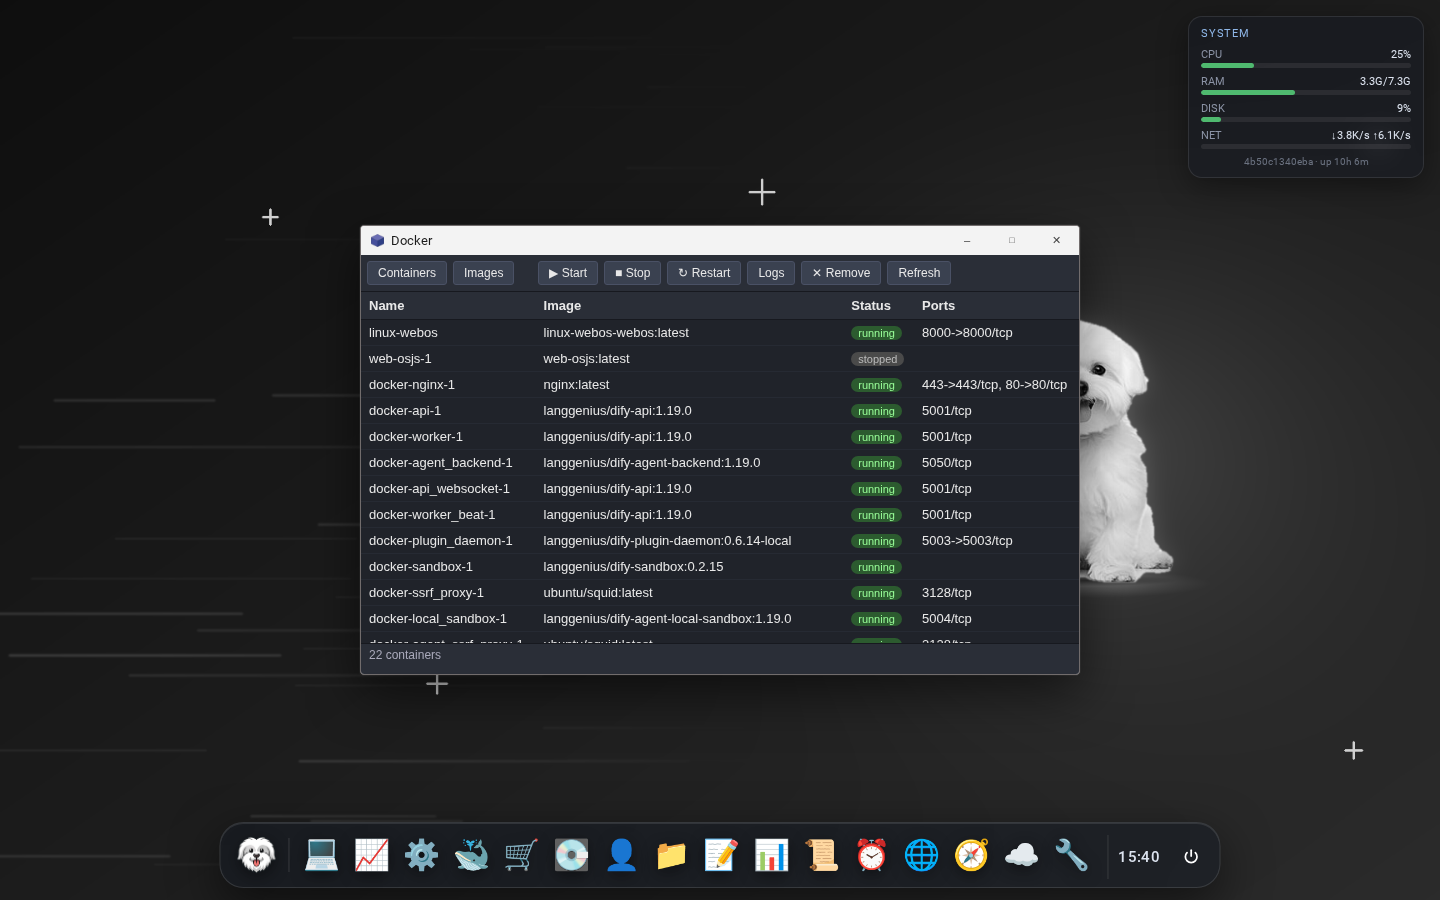 SYSTEM
CPU 25%
RAM 3.3G/7.3G
DISK 9%
NET ↓3.8K/s ↑6.1K/s
4b50c1340eba · up 10h 6m
Docker
Containers Images ▶ Start ■ Stop ↻ Restart Logs ✕ Remove Refresh
Name Image Status Ports
linux-webos linux-webos-webos:latest running 8000->8000/tcp
web-osjs-1 web-osjs:latest stopped
docker-nginx-1 nginx:latest running 443->443/tcp, 80->80/tcp
docker-api-1 langgenius/dify-api:1.19.0 running 5001/tcp
docker-worker-1 langgenius/dify-api:1.19.0 running 5001/tcp
docker-agent_backend-1 langgenius/dify-agent-backend:1.19.0 running 5050/tcp
docker-api_websocket-1 langgenius/dify-api:1.19.0 running 5001/tcp
docker-worker_beat-1 langgenius/dify-api:1.19.0 running 5001/tcp
docker-plugin_daemon-1 langgenius/dify-plugin-daemon:0.6.14-local running 5003->5003/tcp
docker-sandbox-1 langgenius/dify-sandbox:0.2.15 running
docker-ssrf_proxy-1 ubuntu/squid:latest running 3128/tcp
docker-local_sandbox-1 langgenius/dify-agent-local-sandbox:1.19.0 running 5004/tcp
docker-agent_ssrf_proxy-1 ubuntu/squid:latest running 3128/tcp
22 containers
15:40